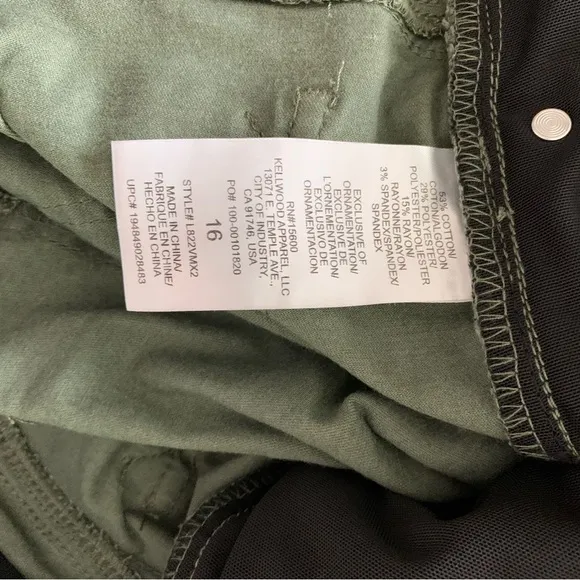 53% COTTON/
COTON/ALGODON
29% POLYESTER/
POLYESTER/POLIESTER
15% RAYON/
RAYONNE/RAYON
3% SPANDEX/SPANDEX/
SPANDEX
EXCLUSIVE OF
ORNAMENTATION/
EXCLUSIVE DE
L'ORNEMENTATION/
EXCLUSIVO DE
ORNAMENTACION
RN#15600
KELLWOOD APPAREL, LLC
13071 E. TEMPLE AVE.,
CITY OF INDUSTRY,
CA 91746, USA
PO# 100-00101820
16
STYLE# L822VMX2
MADE IN CHINA/
FABRIQUE EN CHINE/
HECHO EN CHINA
UPC# 194849028483